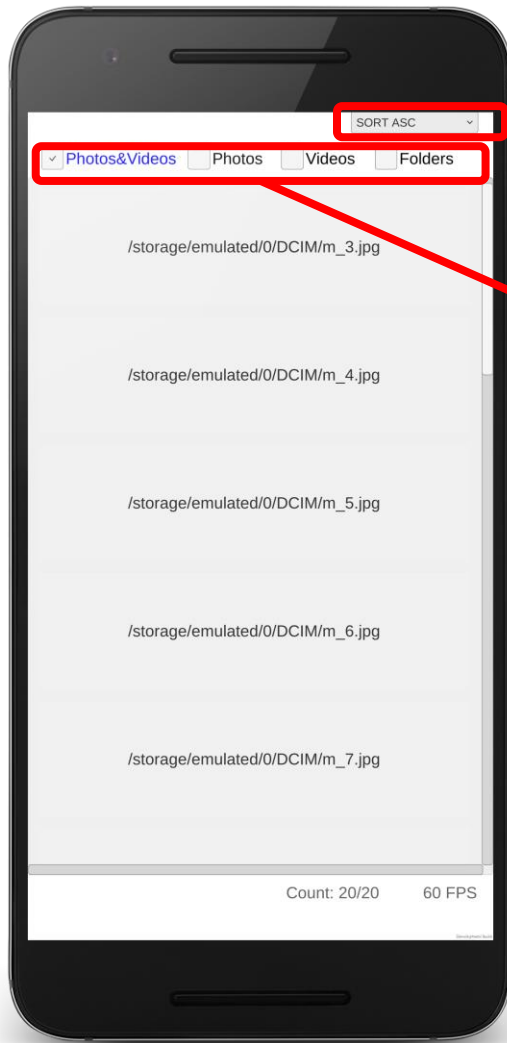 SORT ASC
Photos&Videos Photos Videos Folders
/storage/emulated/0/DCIM/m_3.jpg
/storage/emulated/0/DCIM/m_4.jpg
/storage/emulated/0/DCIM/m_5.jpg
/storage/emulated/0/DCIM/m_6.jpg
/storage/emulated/0/DCIM/m_7.jpg
Count: 20/20 60 FPS
Development Build